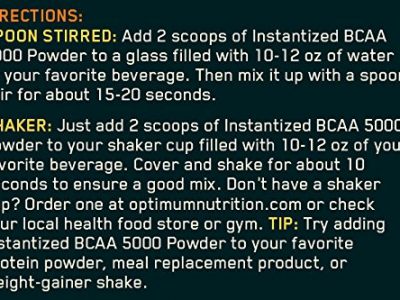 RECTIONS:
POON STIRRED: Add 2 scoops of Instantized BCAA
000 Powder to a glass filled with 10-12 oz of water
your favorite beverage. Then mix it up with a spoon
ir for about 15-20 seconds.
HAKER: Just add 2 scoops of Instantized BCAA 5000
owder to your shaker cup filled with 10-12 oz of you
avorite beverage. Cover and shake for about 10
econds to ensure a good mix. Don't have a shaker
p? Order one at optimumnutrition.com or check
ur local health food store or gym. TIP: Try adding
nstantized BCAA 5000 Powder to your favorite
rotein powder, meal replacement product, or
eight-gainer shake.